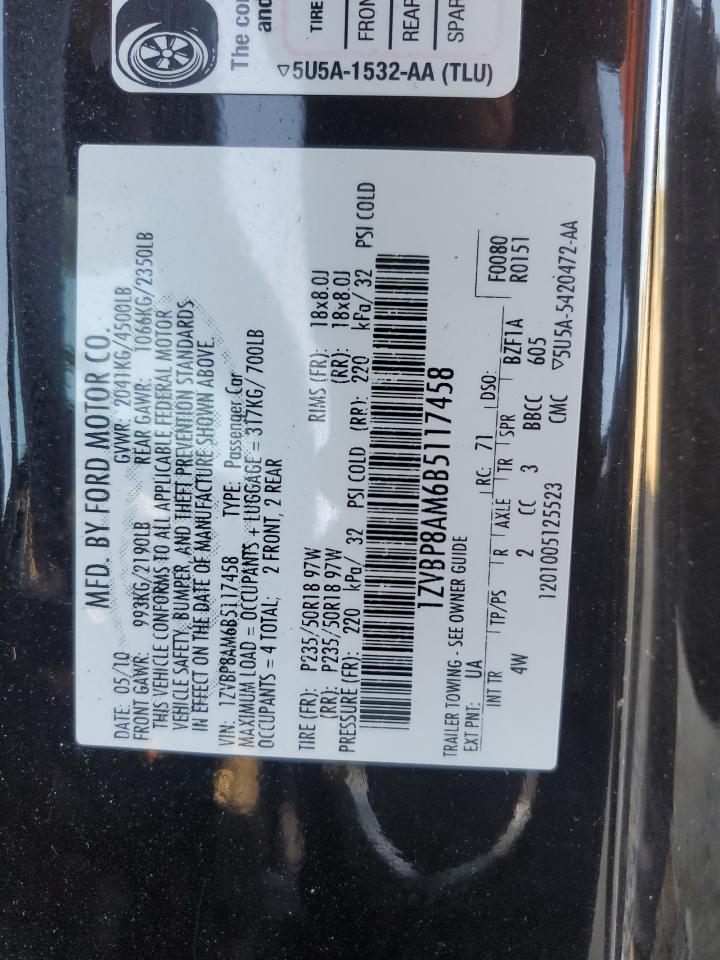 The co
and
TIRE
FRON
REAR
SPAR
▽5U5A-1532-AA (TLU)
MFD. BY FORD MOTOR CO.
DATE: 05/10 GVWR: 2041KG/4500LB
FRONT GAWR: 993KG/2190LB REAR GAWR: 1066KG/2350LB
THIS VEHICLE CONFORMS TO ALL APPLICABLE FEDERAL MOTOR
VEHICLE SAFETY, BUMPER, AND THEFT PREVENTION STANDARDS
IN EFFECT ON THE DATE OF MANUFACTURE SHOWN ABOVE.
VIN: 1ZVBP8AM6B5117458 TYPE: Passenger Car
MAXIMUM LOAD = OCCUPANTS + LUGGAGE = 317KG/ 700LB
OCCUPANTS = 4 TOTAL; 2 FRONT, 2 REAR
TIRE (FR): P235/50R18 97W RIMS (FR): 18x8.0J
(RR): P235/50R18 97W (RR): 18x8.0J
PRESSURE (FR): 220 kPa/ 32 PSI COLD (RR): 220 kPa/ 32 PSI COLD
1ZVBP8AM6B5117458
TRAILER TOWING - SEE OWNER GUIDE
EXT PNT: UA RC: 71 DSO: F0080
INT TR TP/PS R AXLE TR SPR R0151
4W 2 CC 3 BBCC BZF1A
1201005125523 CMC 605
▽5U5A-5420472-AA